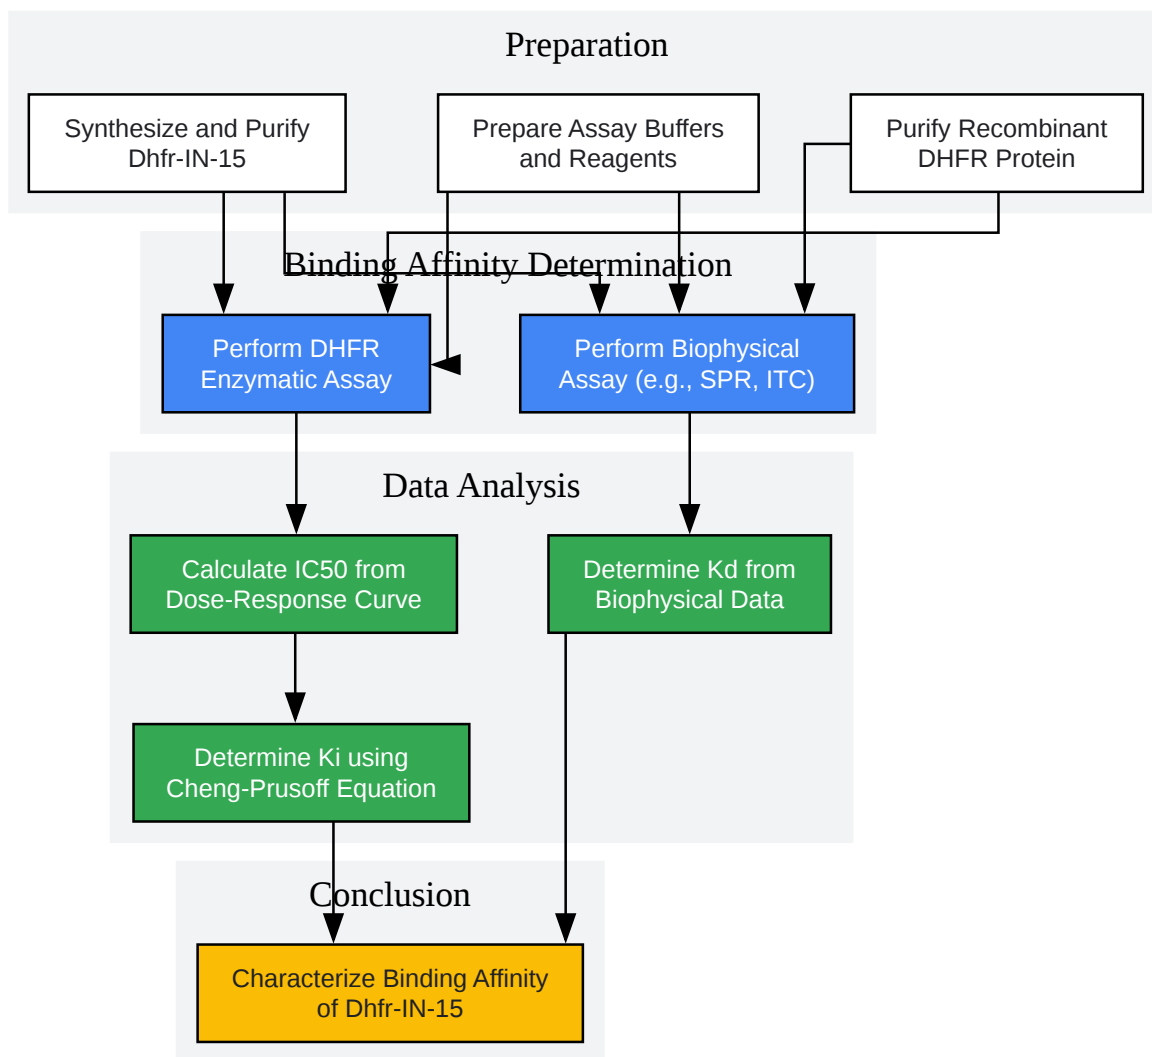 Preparation
Synthesize and Purify
Dhfr-IN-15
Prepare Assay Buffers
and Reagents
Purify Recombinant
DHFR Protein
Binding Affinity Determination
Perform DHFR
Enzymatic Assay
Perform Biophysical
Assay (e.g., SPR, ITC)
Data Analysis
Calculate IC50 from
Dose-Response Curve
Determine Kd from
Biophysical Data
Determine Ki using
Cheng-Prusoff Equation
Conclusion
Characterize Binding Affinity
of Dhfr-IN-15